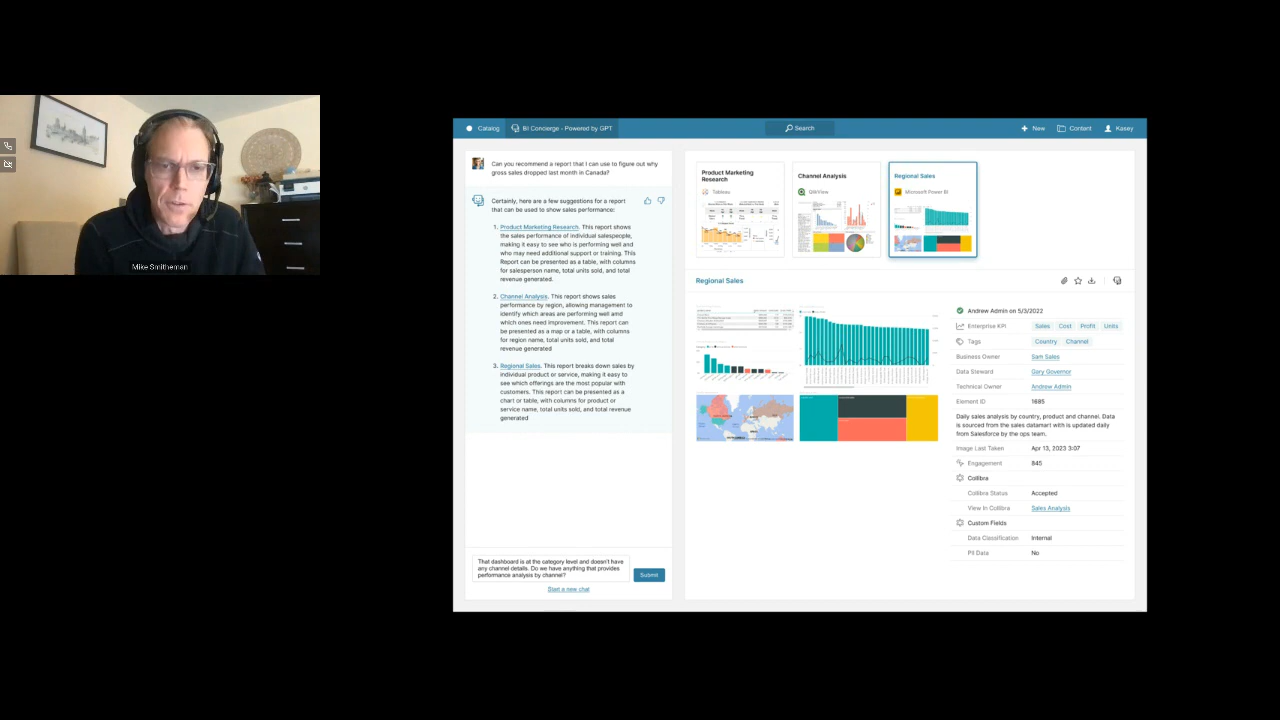 Mike Smitheman
Catalog
BI Concierge - Powered by GPT
Search
New
Content
Kasey
Can you recommend a report that I can use to figure out why
gross sales dropped last month in Canada?
Certainly, here are a few suggestions for a report
that can be used to show sales performance:
1. Product Marketing Research. This report shows
the sales performance of individual salespeople,
making it easy to see who is performing well and
who may need additional support or training. This
Report can be presented as a table, with columns
for salesperson name, total units sold, and total
revenue generated.
2. Channel Analysis. This report shows sales
performance by region, allowing management to
identify which areas are performing well and
which ones need improvement. This report can
be presented as a map or a table, with columns
for region name, total units sold, and total
revenue generated
3. Regional Sales. This report breaks down sales by
individual product or service, making it easy to
see which offerings are the most popular with
customers. This report can be presented as a
chart or table, with columns for product or
service name, total units sold, and total revenue
generated
That dashboard is at the category level and doesn't have
any channel details. Do we have anything that provides
performance analysis by channel?
Submit
Start a new chat
Product Marketing
Research
Tableau
Channel Analysis
QlikView
Regional Sales
Microsoft Power BI
Regional Sales
Andrew Admin on 5/3/2022
Enterprise KPI Sales Cost Profit Units
Tags Country Channel
Business Owner Sam Sales
Data Steward Gary Governor
Technical Owner Andrew Admin
Element ID 1685
Daily sales analysis by country, product and channel. Data
is sourced from the sales datamart with is updated daily
from Salesforce by the ops team.
Image Last Taken Apr 13, 2023 3:07
Engagement 845
Collibra
Collibra Status Accepted
View In Collibra Sales Analysis
Custom Fields
Data Classification Internal
PII Data No